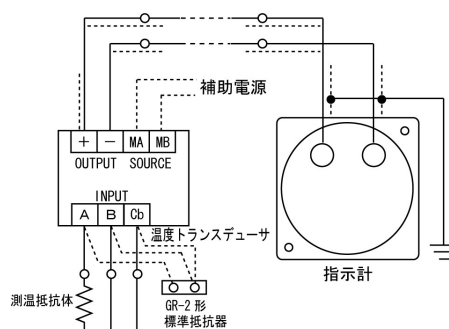 補助電源
+ − MA MB
OUTPUT SOURCE
INPUT
A B Cb
温度トランスデューサ
指示計
測温抵抗体
GR-2 形
標準抵抗器